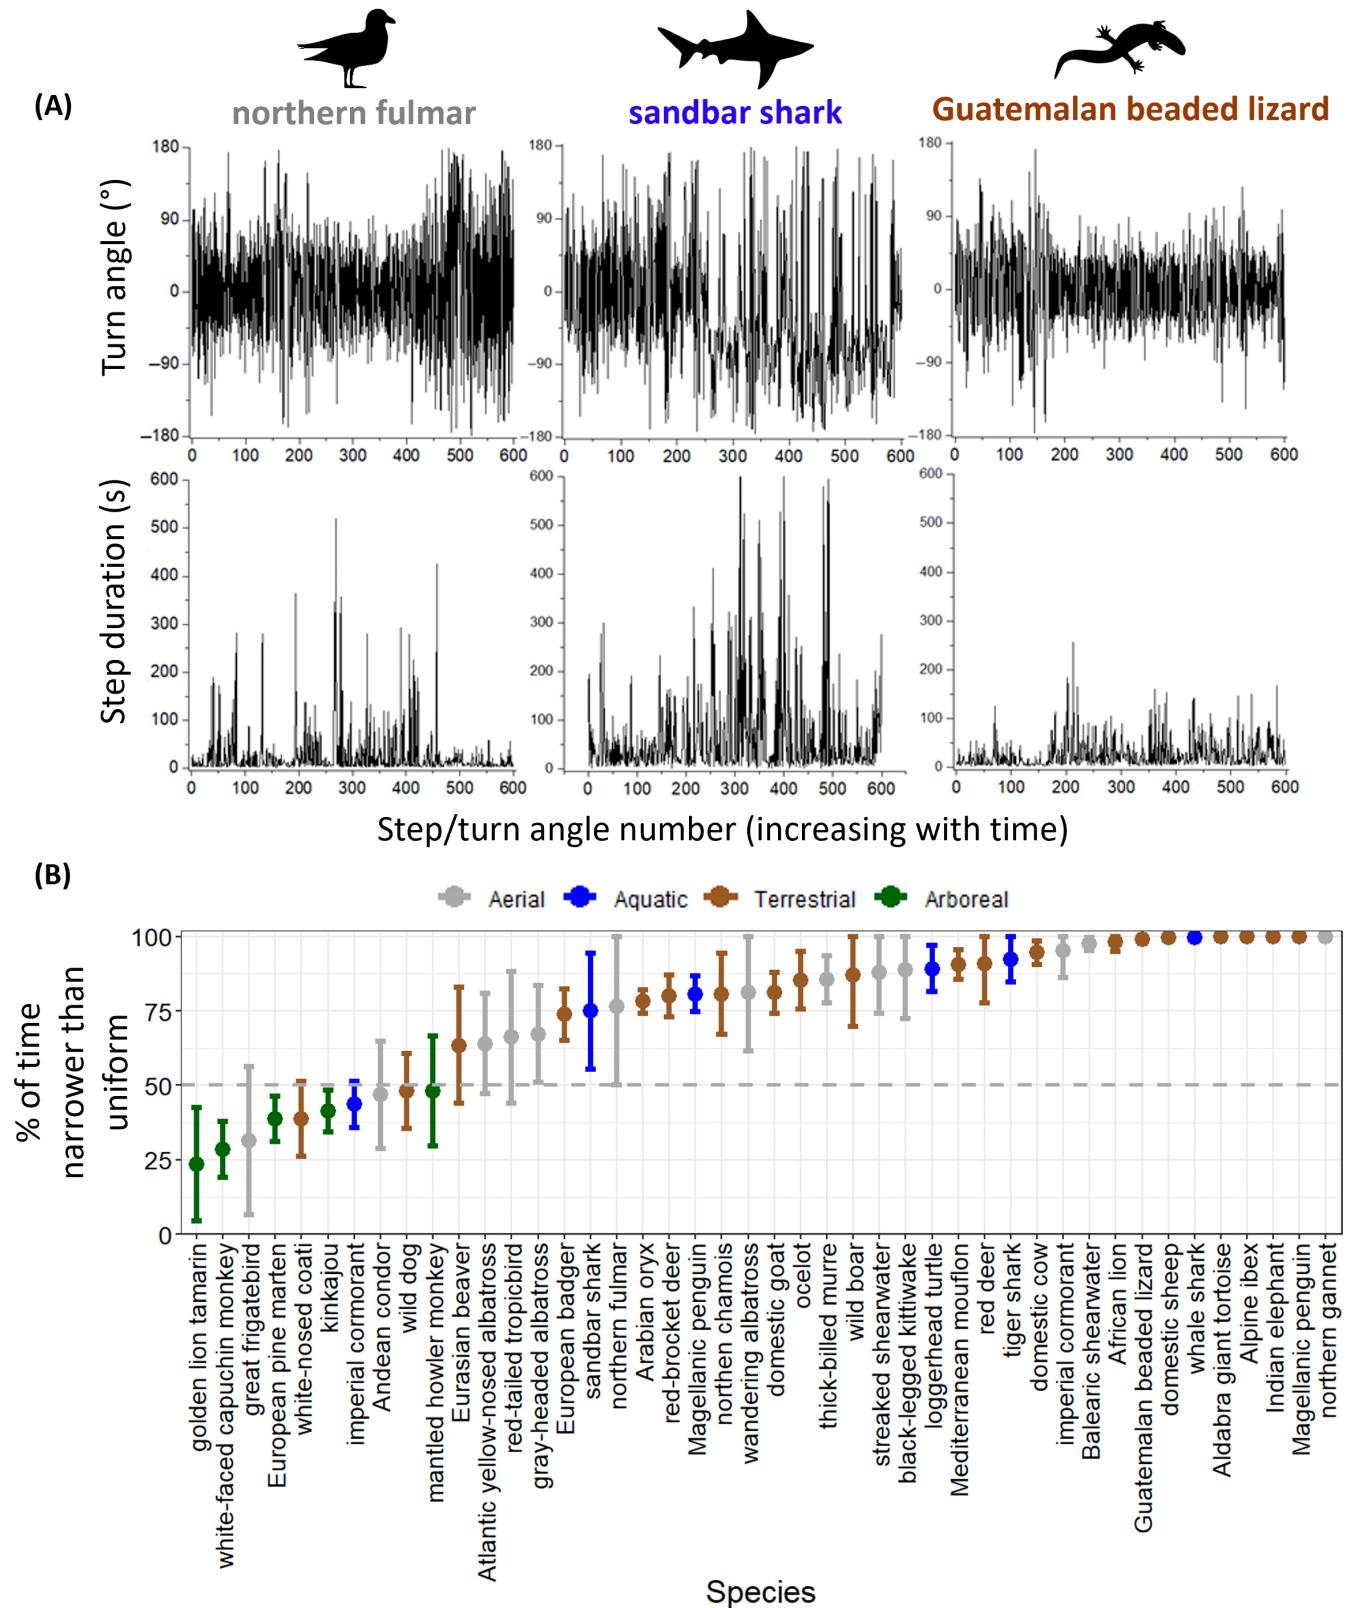 (A)
northern fulmar
sandbar shark
Guatemalan beaded lizard
Turn angle (°)
180
90
0
−90
−180
0 100 200 300 400 500 600
180
90
0
−90
−180
0 100 200 300 400 500 600
180
90
0
−90
−180
0 100 200 300 400 500 600
Step duration (s)
600
500
400
300
200
100
0
0 100 200 300 400 500 600
600
500
400
300
200
100
0
0 100 200 300 400 500 600
600
500
400
300
200
100
0
0 100 200 300 400 500 600
Step/turn angle number (increasing with time)
(B)
Aerial Aquatic Terrestrial Arboreal
% of time
narrower than
uniform
100
75
50
25
0
golden lion tamarin
white-faced capuchin monkey
great frigatebird
European pine marten
white-nosed coati
kinkajou
imperial cormorant
Andean condor
wild dog
mantled howler monkey
Eurasian beaver
Atlantic yellow-nosed albatross
red-tailed tropicbird
gray-headed albatross
European badger
sandbar shark
northern fulmar
Arabian oryx
red-brocket deer
Magellanic penguin
northen chamois
wandering albatross
domestic goat
ocelot
thick-billed murre
wild boar
streaked shearwater
black-legged kittiwake
loggerhead turtle
Mediterranean mouflon
red deer
tiger shark
domestic cow
imperial cormorant
Balearic shearwater
African lion
Guatemalan beaded lizard
domestic sheep
whale shark
Aldabra giant tortoise
Alpine ibex
Indian elephant
Magellanic penguin
northern gannet
Species